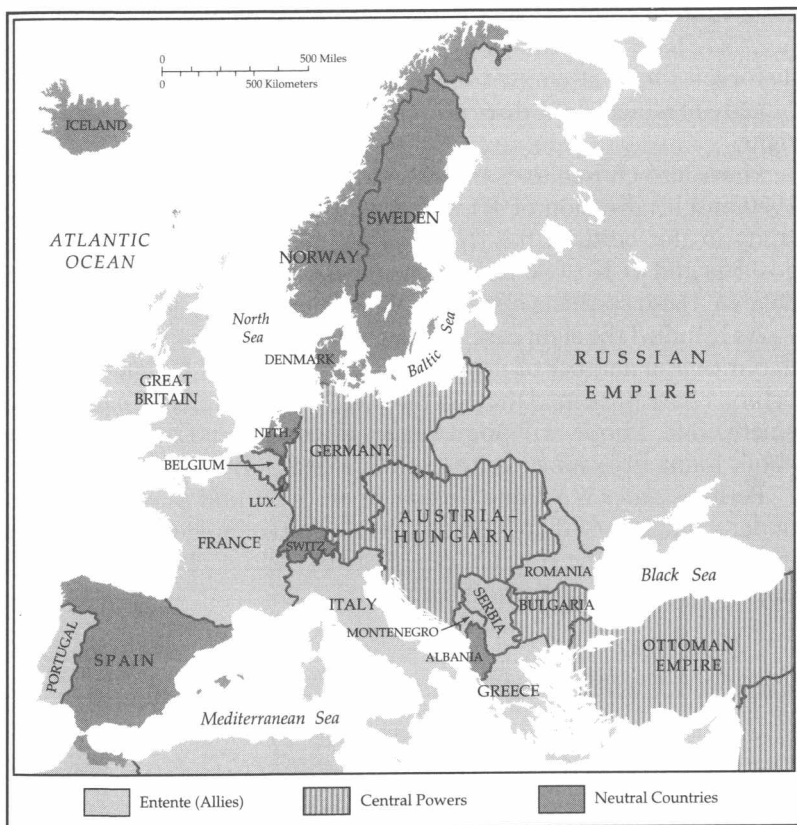 0 500 Miles
0 500 Kilometers
ICELAND
ATLANTIC
OCEAN
SWEDEN
NORWAY
North
Sea
Baltic Sea
DENMARK
RUSSIAN
EMPIRE
GREAT
BRITAIN
NETH.
GERMANY
BELGIUM
LUX.
AUSTRIA-
HUNGARY
FRANCE
SWITZ.
ROMANIA
Black Sea
ITALY
SERBIA
BULGARIA
MONTENEGRO
PORTUGAL
SPAIN
ALBANIA
OTTOMAN
EMPIRE
GREECE
Mediterranean Sea
Entente (Allies)
Central Powers
Neutral Countries